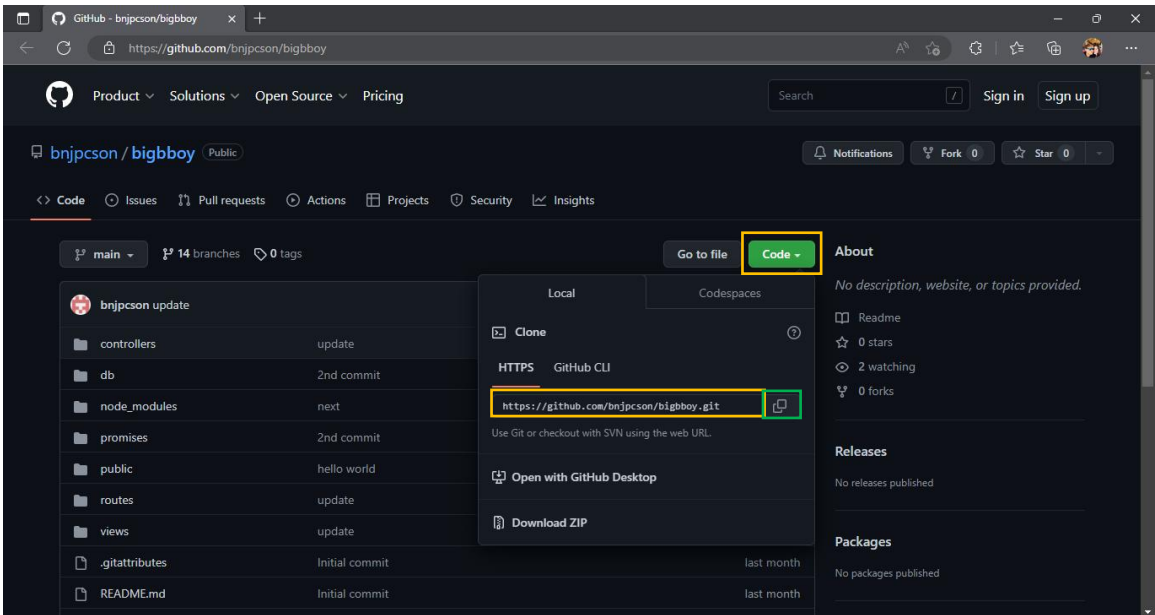 GitHub - bnjpcson/bigbboy
https://github.com/bnjpcson/bigbboy
Product Solutions Open Source Pricing Search / Sign in Sign up
bnjpcson / bigbboy Public Notifications Fork 0 Star 0
<> Code Issues Pull requests Actions Projects Security Insights
main 14 branches 0 tags Go to file Code
bnjpcson update
controllers update
db 2nd commit
node_modules next
promises 2nd commit
public hello world
routes update
views update
.gitattributes Initial commit last month
README.md Initial commit last month
Local Codespaces
Clone
HTTPS GitHub CLI
https://github.com/bnjpcson/bigbboy.git
Use Git or checkout with SVN using the web URL.
Open with GitHub Desktop
Download ZIP
About
No description, website, or topics provided.
Readme
0 stars
2 watching
0 forks
Releases
No releases published
Packages
No packages published